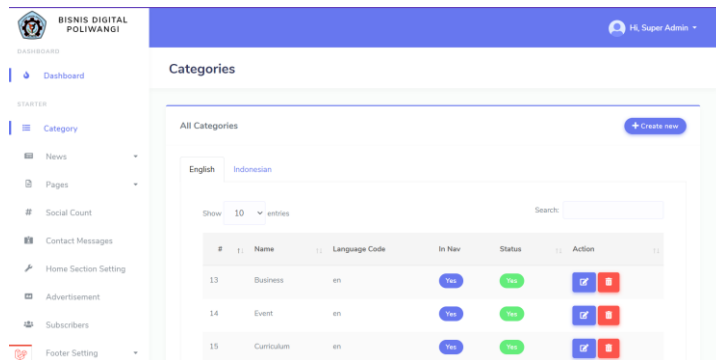 BISNIS DIGITAL
POLIWANGI
Hi, Super Admin
DASHBOARD
Dashboard
Categories
STARTER
Category
News
Pages
# Social Count
Contact Messages
Home Section Setting
Advertisement
Subscribers
Footer Setting
All Categories
+ Create new
English Indonesian
Show 10 entries
Search:
# Name Language Code In Nav Status Action
13 Business en Yes Yes
14 Event en Yes Yes
15 Curriculum en Yes Yes